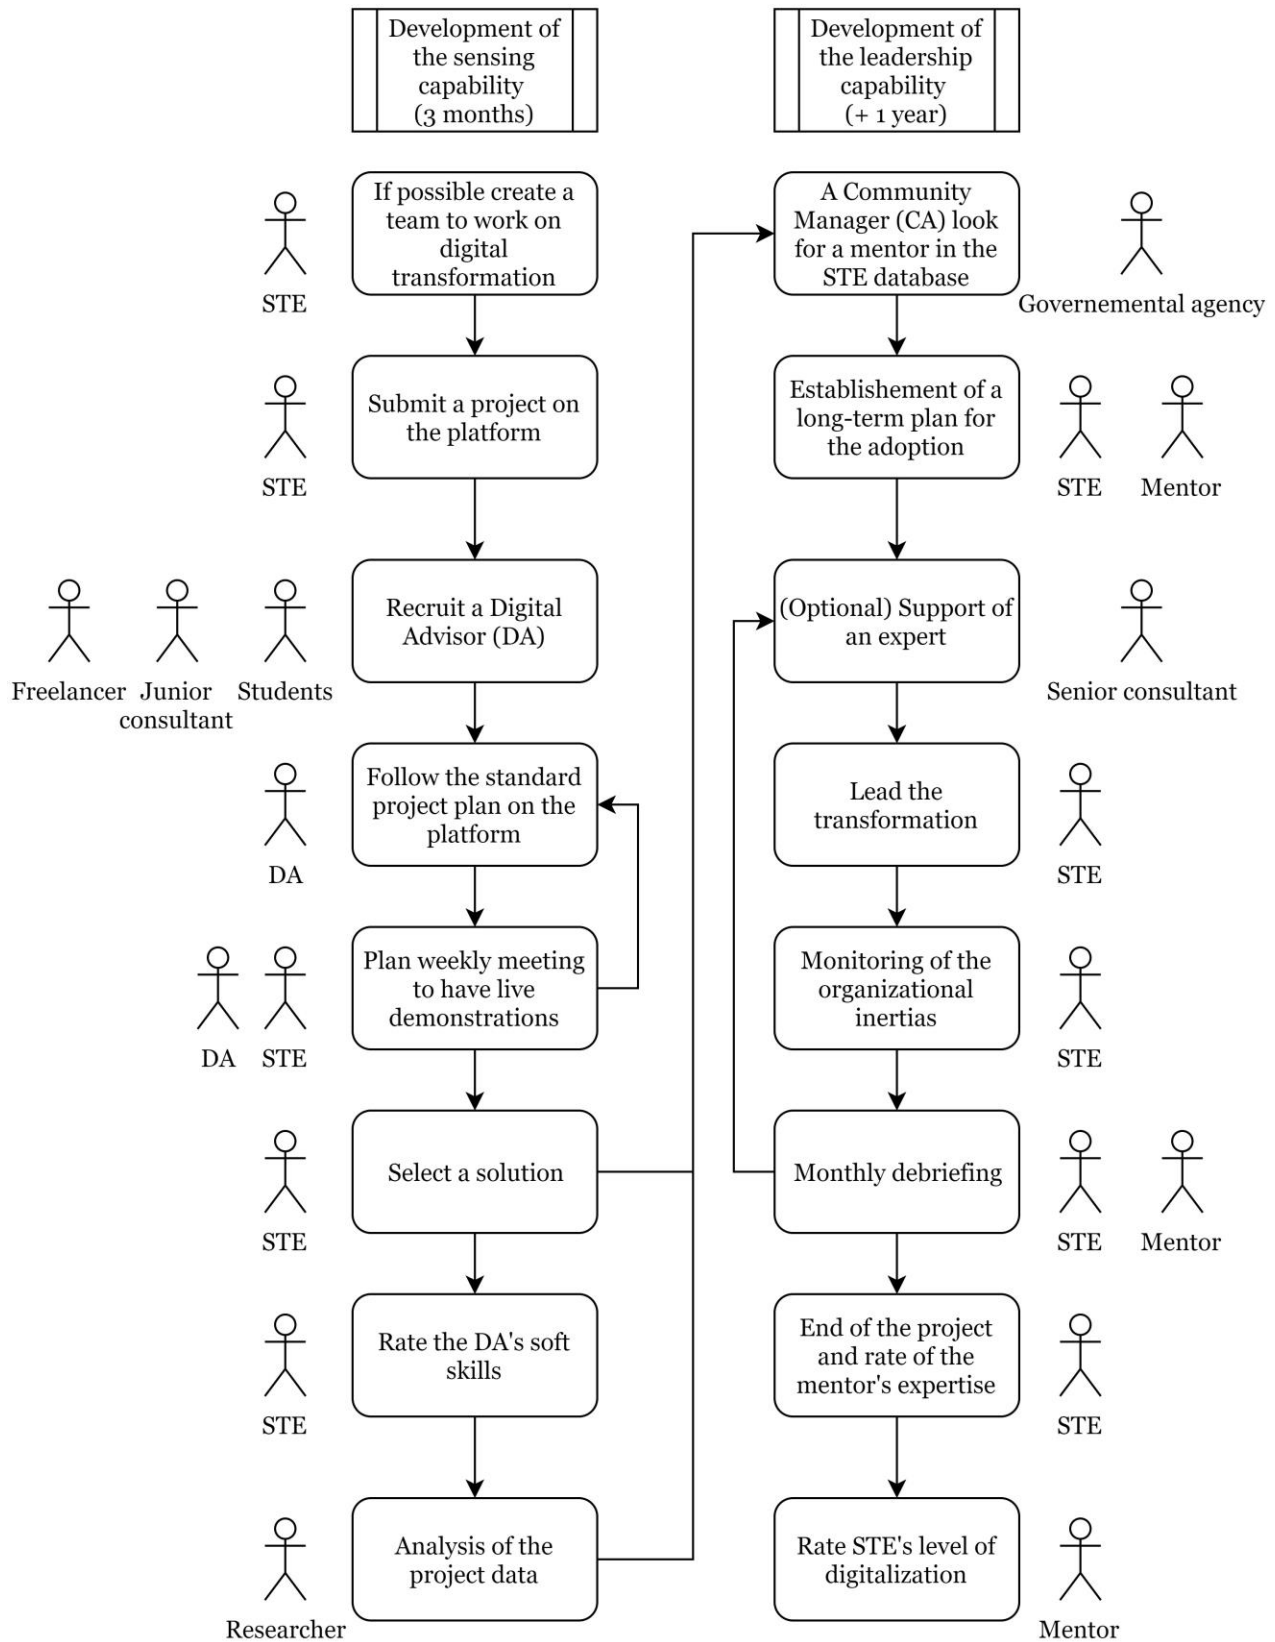 Development of
the sensing
capability
(3 months)
If possible create a
team to work on
digital
transformation
STE
Submit a project on
the platform
STE
Recruit a Digital
Advisor (DA)
Freelancer
Junior
consultant
Students
Follow the standard
project plan on the
platform
DA
Plan weekly meeting
to have live
demonstrations
DA
STE
Select a solution
STE
Rate the DA's soft
skills
STE
Analysis of the
project data
Researcher
Development of
the leadership
capability
(+ 1 year)
A Community
Manager (CA) look
for a mentor in the
STE database
Governemental agency
Establishement of a
long-term plan for
the adoption
STE
Mentor
(Optional) Support of
an expert
Senior consultant
Lead the
transformation
STE
Monitoring of the
organizational
inertias
STE
Monthly debriefing
STE
Mentor
End of the project
and rate of the
mentor's expertise
STE
Rate STE's level of
digitalization
Mentor